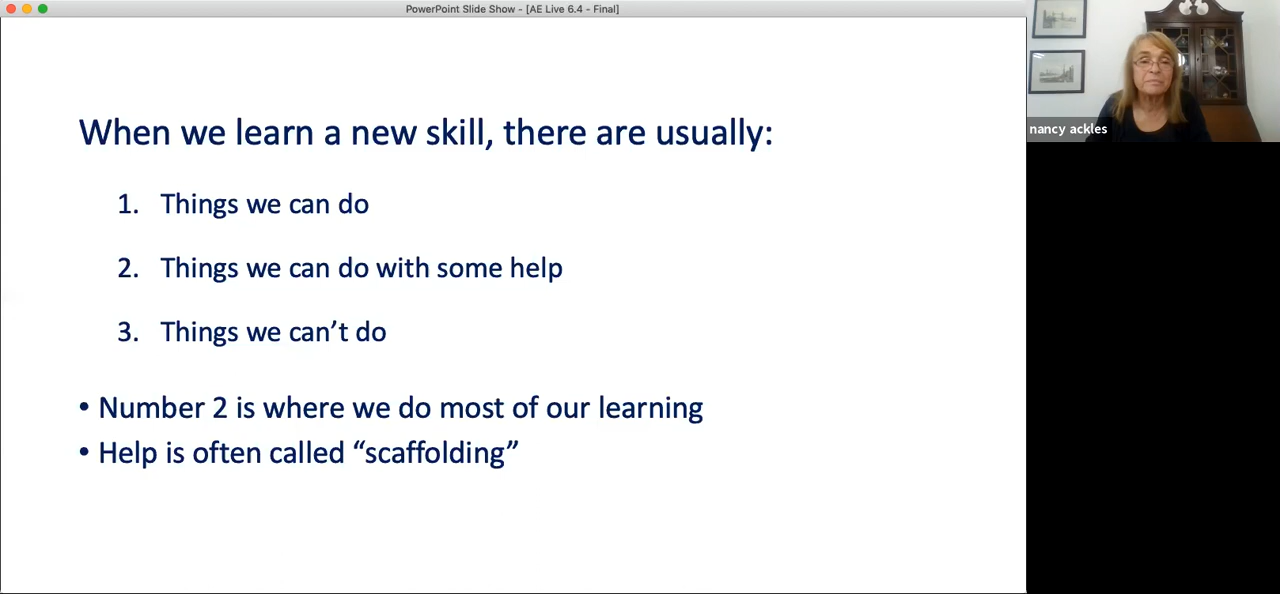 PowerPoint Slide Show - [AE Live 6.4 - Final]
When we learn a new skill, there are usually:
1. Things we can do
2. Things we can do with some help
3. Things we can’t do
• Number 2 is where we do most of our learning
• Help is often called “scaffolding”
nancy ackles